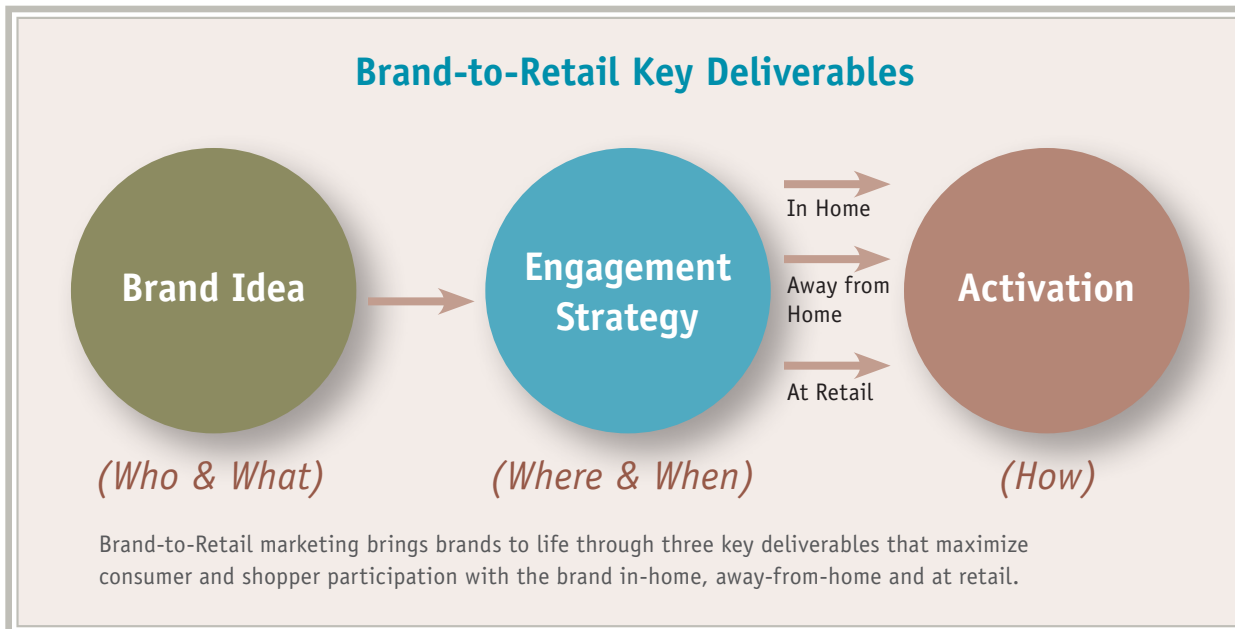 Brand-to-Retail Key Deliverables
Brand Idea
Engagement
Strategy
In Home
Away from
Home
At Retail
Activation
(Who & What)
(Where & When)
(How)
Brand-to-Retail marketing brings brands to life through three key deliverables that maximize
consumer and shopper participation with the brand in-home, away-from-home and at retail.